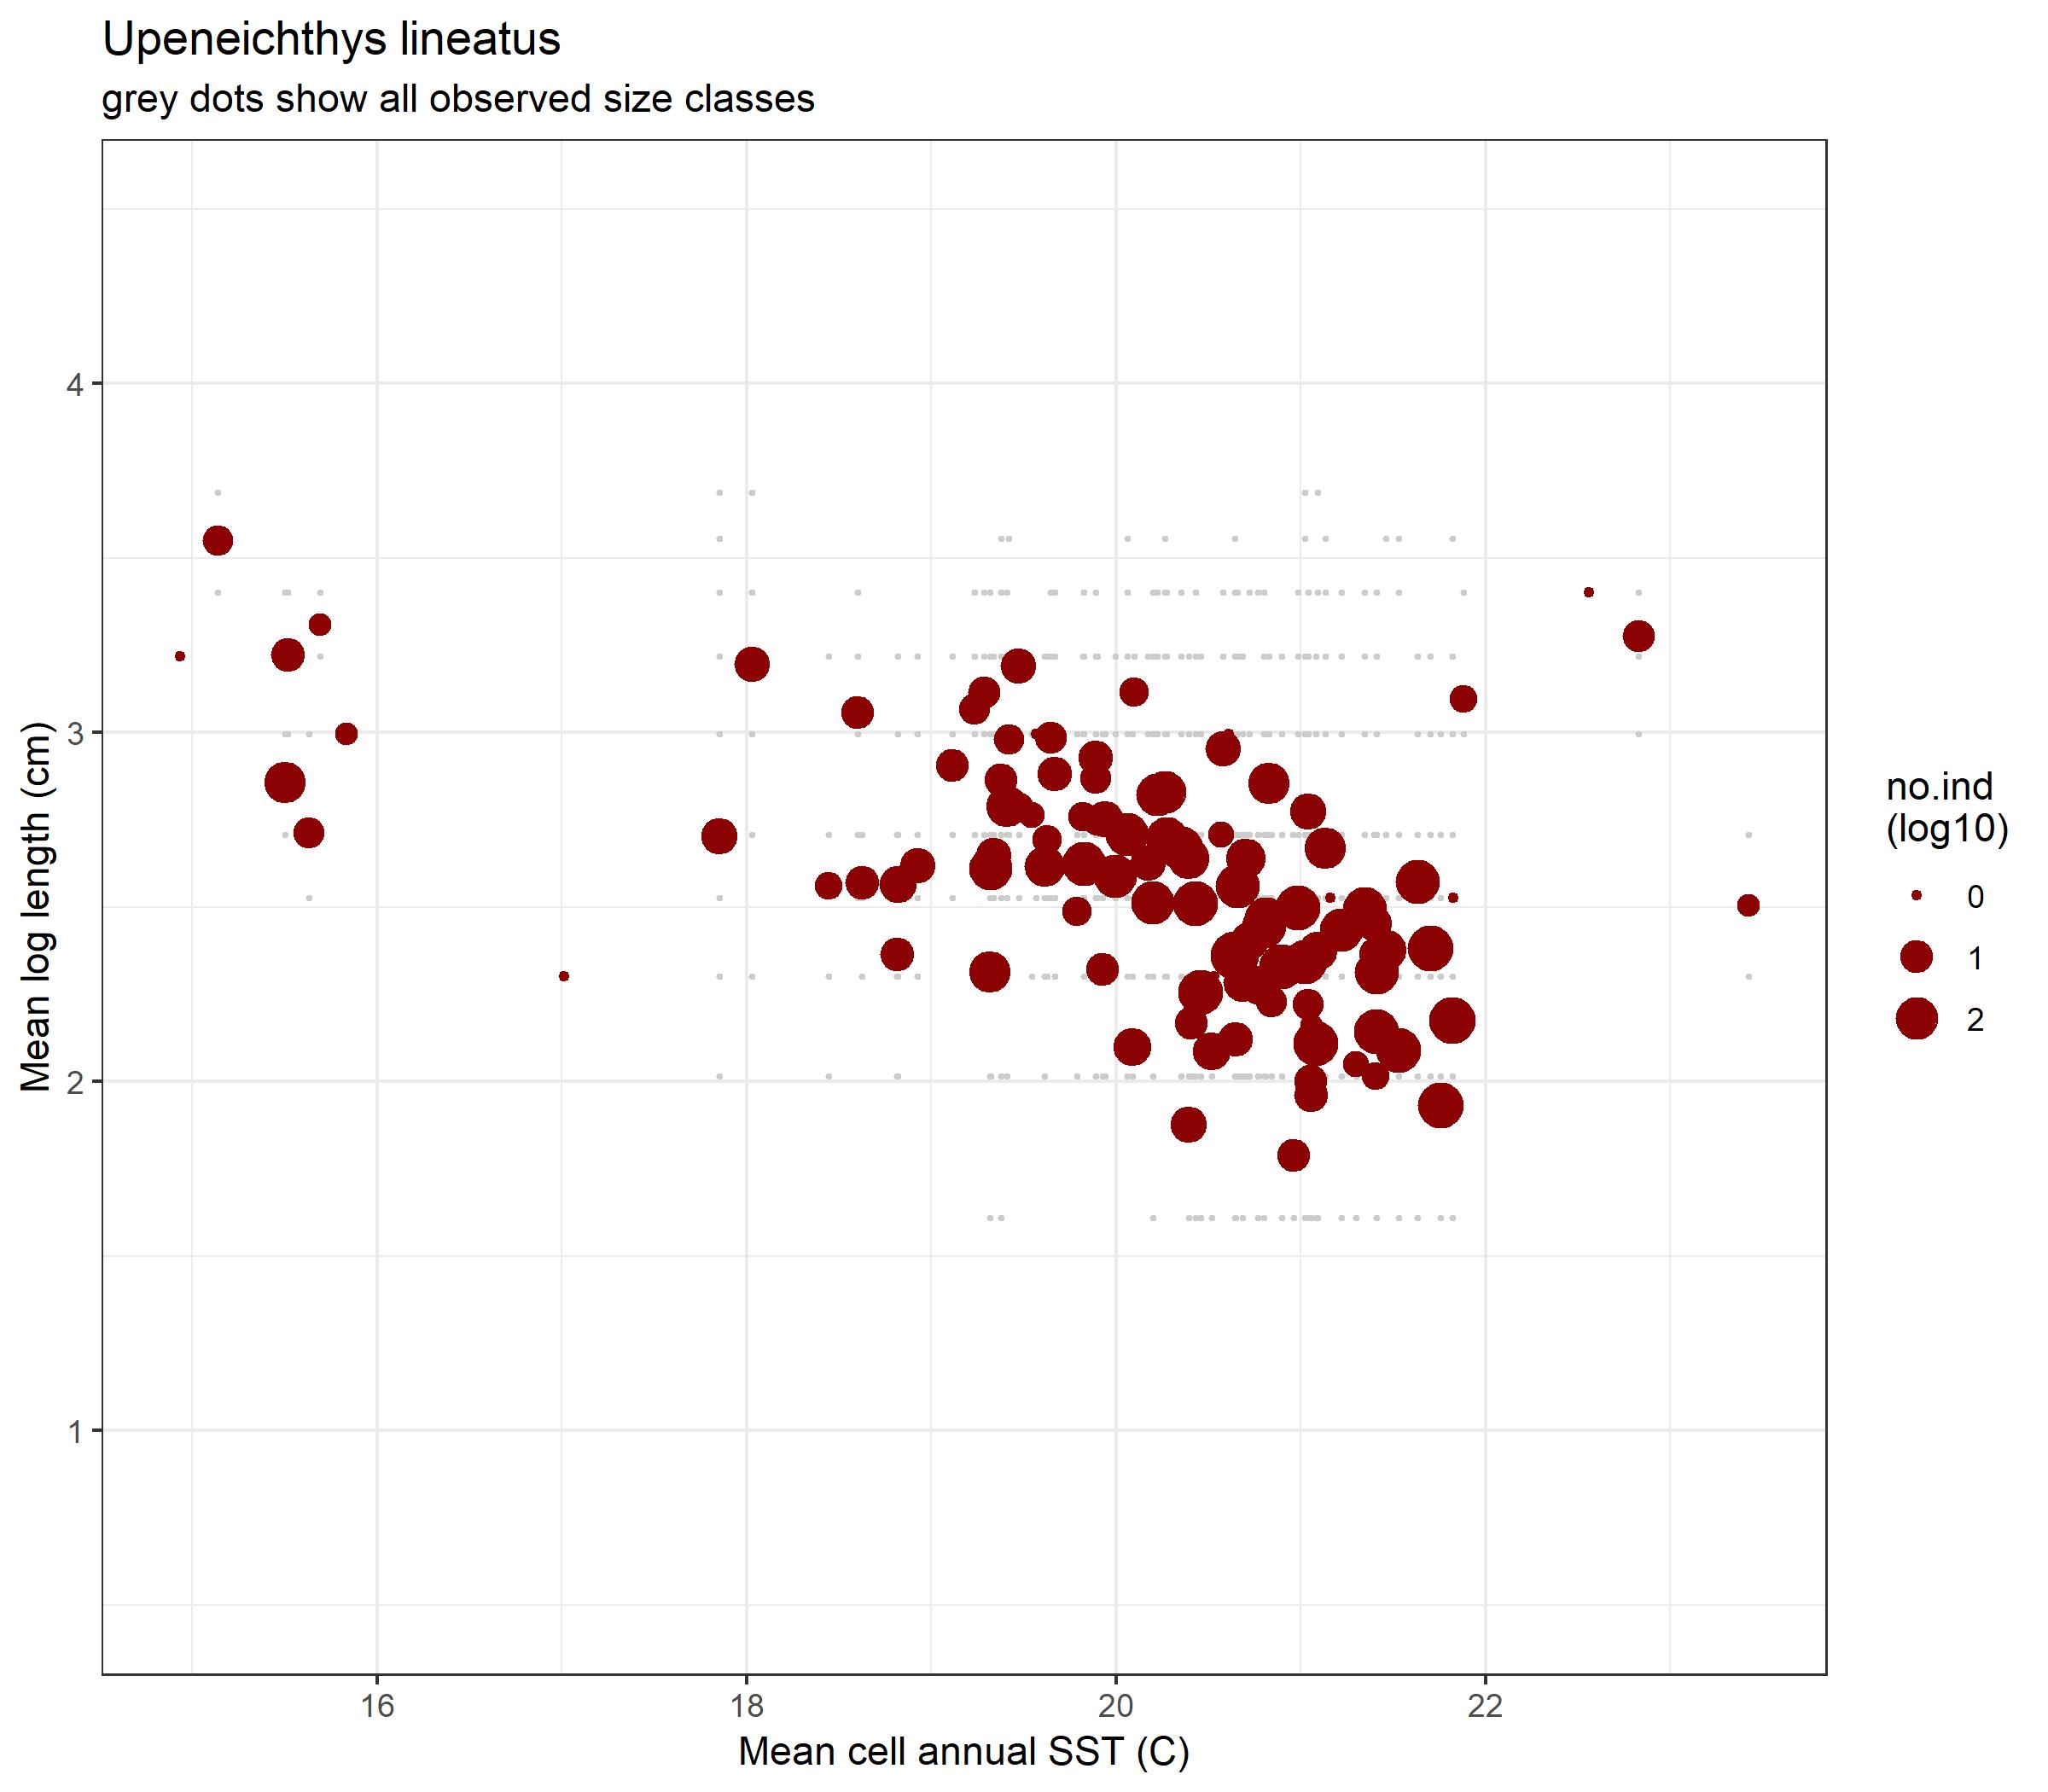 Upeneichthys lineatus
grey dots show all observed size classes
4
3
2
1
Mean log length (cm)
16 18 20 22
Mean cell annual SST (C)
no.ind
(log10)
0
1
2